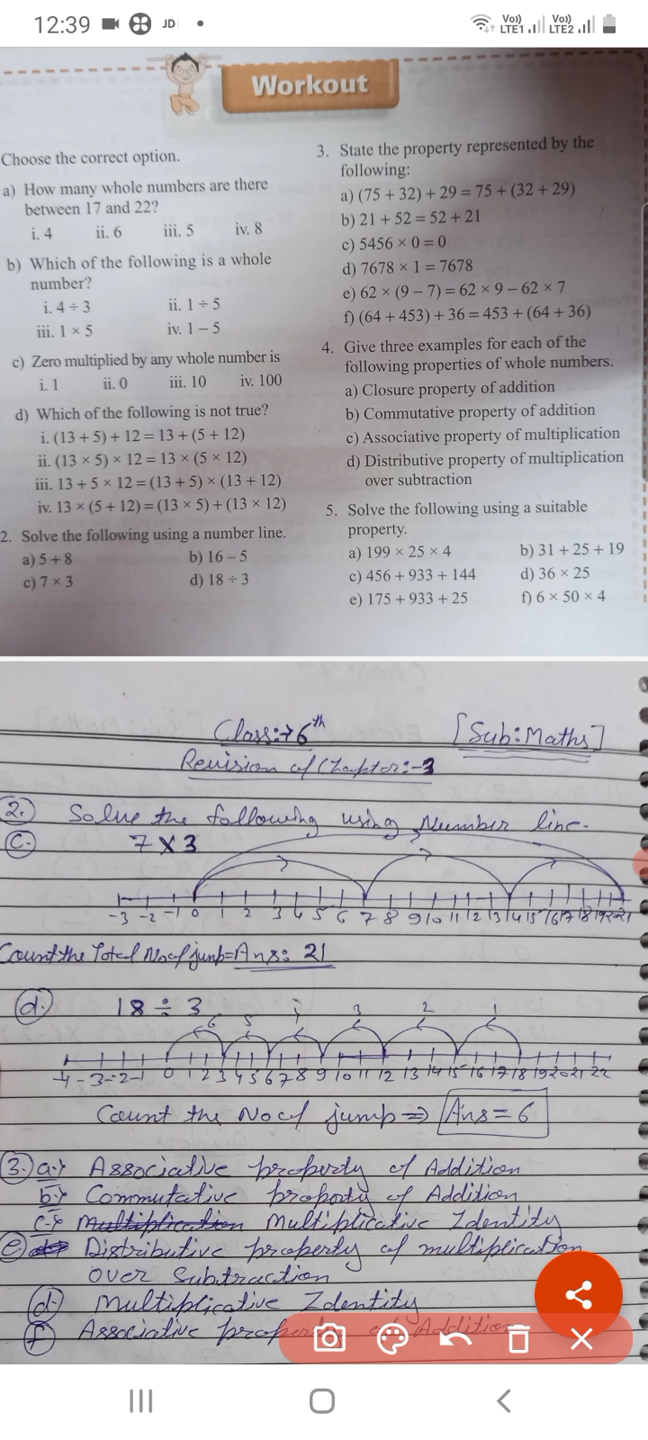 12:39 JD Vo)) LTE1 Vo)) LTE2
Workout
Choose the correct option.
a) How many whole numbers are there
between 17 and 22?
i. 4 ii. 6 iii. 5 iv. 8
b) Which of the following is a whole
number?
i. 4 ÷ 3 ii. 1 ÷ 5
iii. 1 × 5 iv. 1 – 5
c) Zero multiplied by any whole number is
i. 1 ii. 0 iii. 10 iv. 100
d) Which of the following is not true?
i. (13 + 5) + 12 = 13 + (5 + 12)
ii. (13 × 5) × 12 = 13 × (5 × 12)
iii. 13 + 5 × 12 = (13 + 5) × (13 + 12)
iv. 13 × (5 + 12) = (13 × 5) + (13 × 12)
2. Solve the following using a number line.
a) 5 + 8 b) 16 – 5
c) 7 × 3 d) 18 ÷ 3
3. State the property represented by the
following:
a) (75 + 32) + 29 = 75 + (32 + 29)
b) 21 + 52 = 52 + 21
c) 5456 × 0 = 0
d) 7678 × 1 = 7678
e) 62 × (9 – 7) = 62 × 9 – 62 × 7
f) (64 + 453) + 36 = 453 + (64 + 36)
4. Give three examples for each of the
following properties of whole numbers.
a) Closure property of addition
b) Commutative property of addition
c) Associative property of multiplication
d) Distributive property of multiplication
over subtraction
5. Solve the following using a suitable
property.
a) 199 × 25 × 4 b) 31 + 25 + 19
c) 456 + 933 + 144 d) 36 × 25
e) 175 + 933 + 25 f) 6 × 50 × 4
Class:→6th [Sub:Maths]
Revision of Chapter:-3
2. Solve the following using Number line.
c. 7 × 3
-3 -2 -1 0 1 2 3 4 5 6 7 8 9 10 11 12 13 14 15 16 17 18 19 20 21
Count the Total No of jump=Ans: 21
d. 18 ÷ 3
6 5 3 2 1
-4 -3 -2 -1 0 1 2 3 4 5 6 7 8 9 10 11 12 13 14 15 16 17 18 19 20 21 22
Count the No of jump ⇒ Ans = 6
3. a. Associative property of Addition
b. Commutative property of Addition
c. Multiplication Multiplicative Identity
e Distributive property of multiplication
over Subtraction
d. Multiplicative Identity
f Associative property of Addition